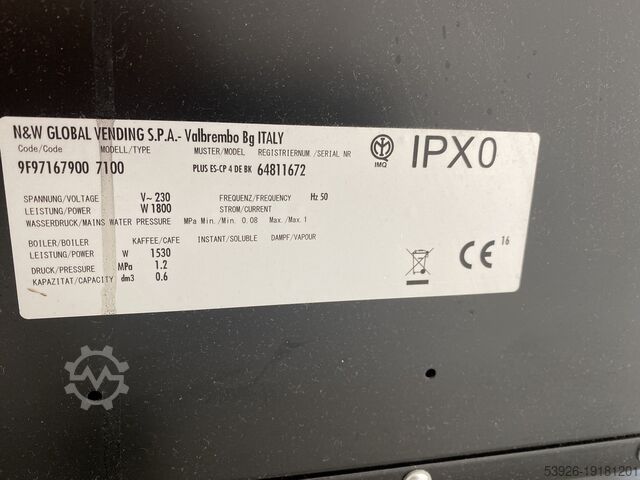 N&W GLOBAL VENDING S.P.A.- Valbrembo Bg ITALY
Code/Code MODELL/TYPE MUSTER/MODEL REGISTRIERNUM /SERIAL NR
9F97167900 7100 PLUS ES-CP 4 DE BK 64811672
IMQ
IPX0
SPANNUNG/VOLTAGE V~ 230 FREQUENZ/FREQUENCY Hz 50
LEISTUNG/POWER W 1800 STROM/CURRENT
WASSERDRUCK/MAINS WATER PRESSURE MPa Min./Min. 0.08 Max./Max.1
BOILER/BOILER KAFFEE/CAFE INSTANT/SOLUBLE DAMPF/VAPOUR
LEISTUNG/POWER W 1530
DRUCK/PRESSURE MPa 1.2
KAPAZITAT/CAPACITY dm3 0.6
CE 16
53926-19181201